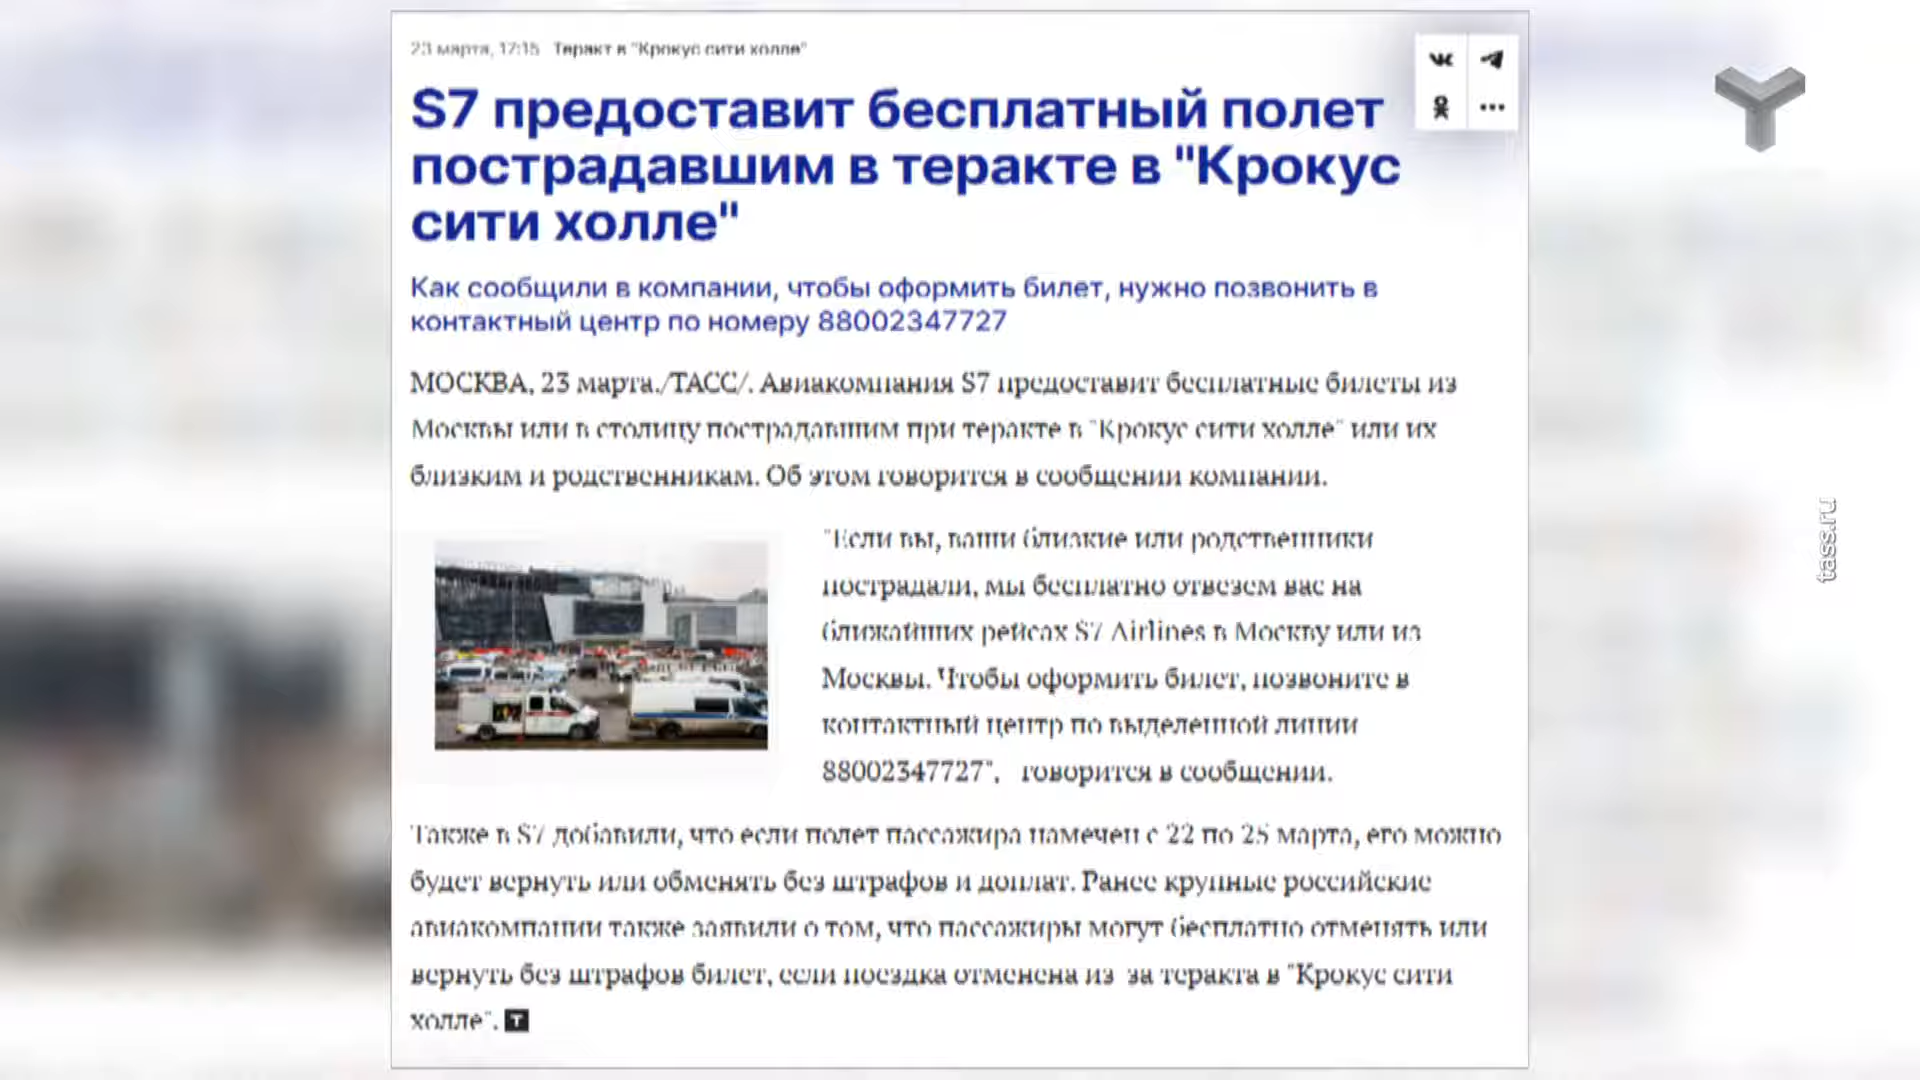 23 марта, 17:15 Теракт в "Крокус сити холле"
S7 предоставит бесплатный полет
пострадавшим в теракте в "Крокус
сити холле"
Как сообщили в компании, чтобы оформить билет, нужно позвонить в
контактный центр по номеру 88002347727
МОСКВА, 23 марта./ТАСС/. Авиакомпания S7 предоставит бесплатные билеты из
Москвы или в столицу пострадавшим при теракте в "Крокус сити холле" или их
близким и родственникам. Об этом говорится в сообщении компании.
"Если вы, ваши близкие или родственники
пострадали, мы бесплатно отвезем вас на
ближайших рейсах S7 Airlines в Москву или из
Москвы. Чтобы оформить билет, позвоните в
контактный центр по выделенной линии
88002347727", говорится в сообщении.
Также в S7 добавили, что если полет пассажира намечен с 22 по 25 марта, его можно
будет вернуть или обменять без штрафов и доплат. Ранее крупные российские
авиакомпании также заявили о том, что пассажиры могут бесплатно отменять или
вернуть без штрафов билет, если поездка отменена из за теракта в "Крокус сити
холле". Т
tass.ru